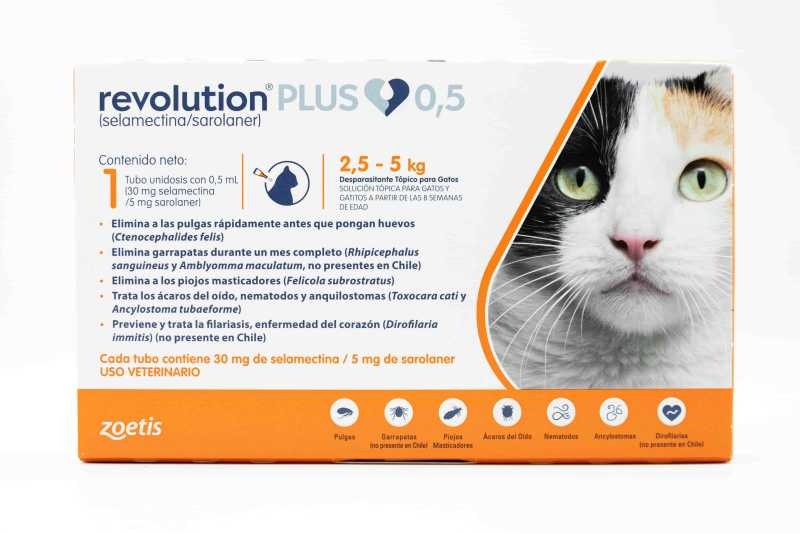 revolution® PLUS 0,5
(selamectina/sarolaner)
Contenido neto:
1 Tubo unidosis con 0,5 mL
(30 mg selamectina
/5 mg sarolaner)
2,5 - 5 kg
Desparasitante Tópico para Gatos
SOLUCIÓN TÓPICA PARA GATOS Y
GATITOS A PARTIR DE LAS 8 SEMANAS
DE EDAD
• Elimina a las pulgas rápidamente antes que pongan huevos
(Ctenocephalides felis)
• Elimina garrapatas durante un mes completo (Rhipicephalus
sanguineus y Amblyomma maculatum, no presentes en Chile)
• Elimina a los piojos masticadores (Felicola subrostratus)
• Trata los ácaros del oído, nematodos y anquilostomas (Toxocara cati y
Ancylostoma tubaeforme)
• Previene y trata la filariasis, enfermedad del corazón (Dirofilaria
immitis) (no presente en Chile)
Cada tubo contiene 30 mg de selamectina / 5 mg de sarolaner
USO VETERINARIO
zoetis
Pulgas
Garrapatas
(no presente en Chile)
Piojos
Masticadores
Ácaros del Oído
Nematodos
Ancylostomas
Dirofilarias
(no presente en Chile)